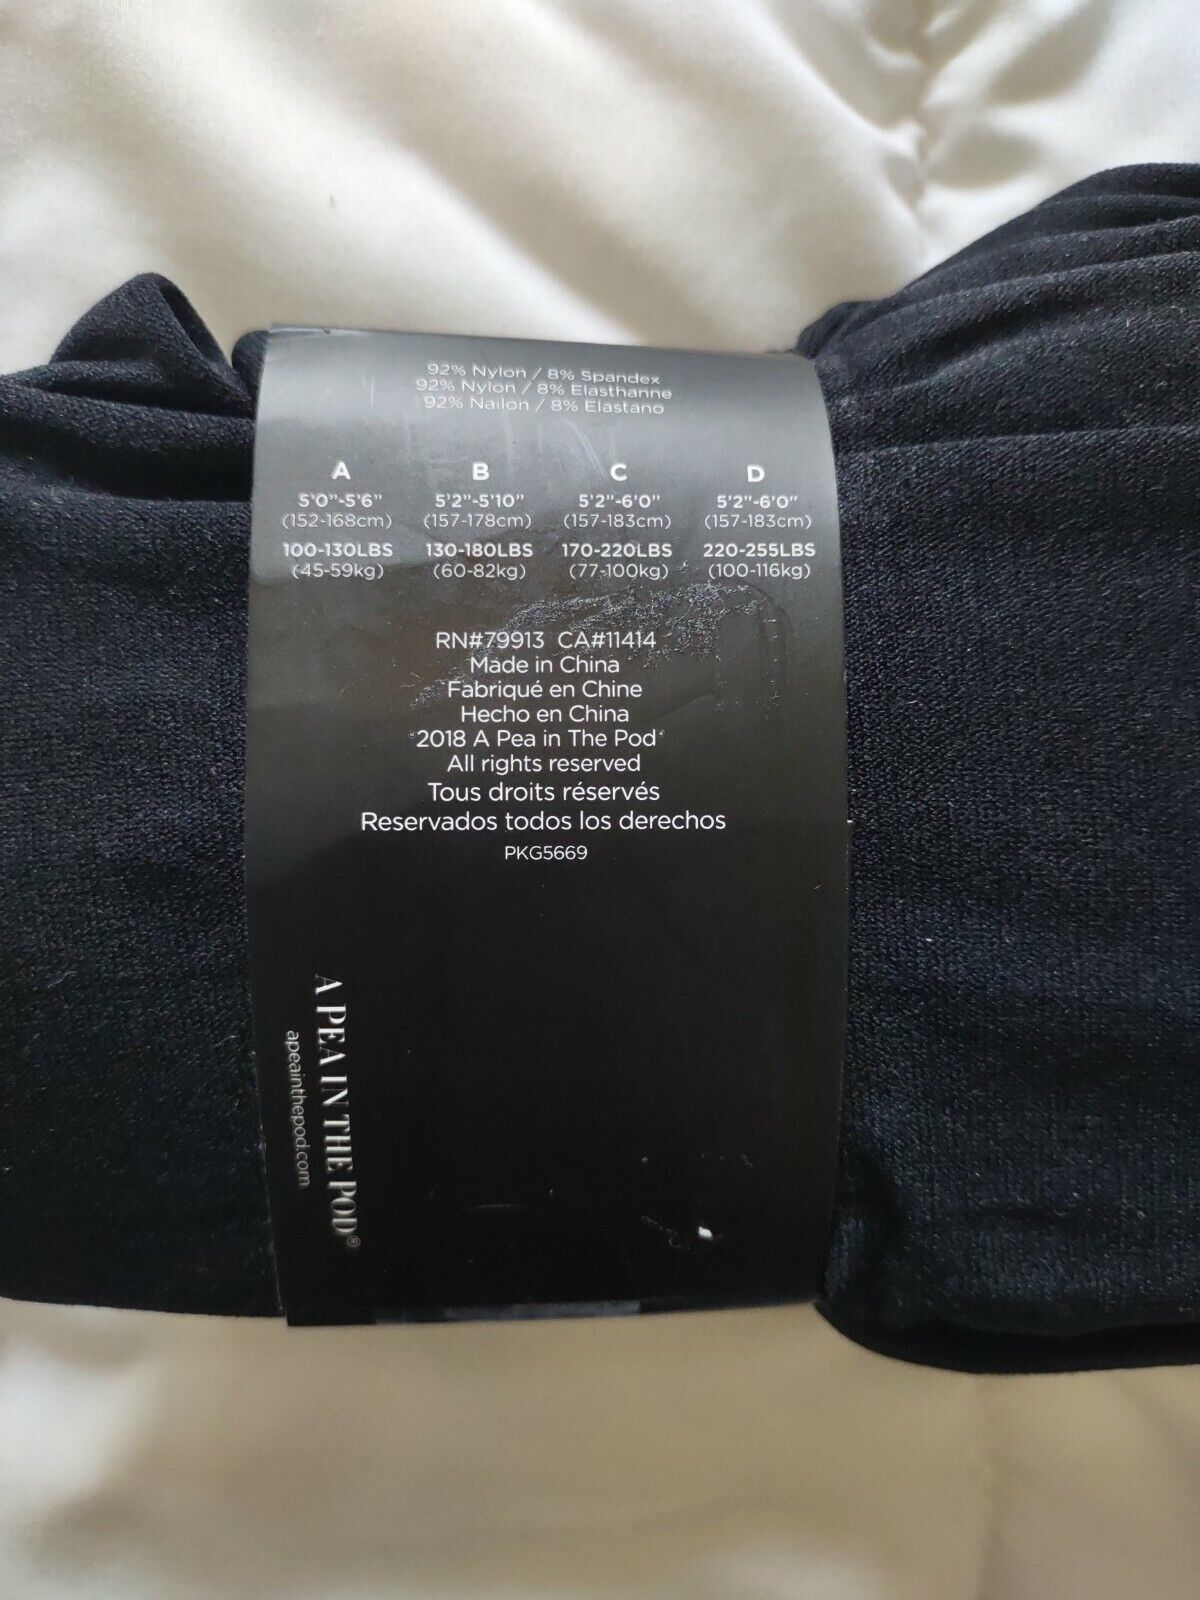 92% Nylon / 8% Spandex
92% Nylon / 8% Elasthanne
92% Nailon / 8% Elastano
A B C D
5'0"-5'6" 5'2"-5'10" 5'2"-6'0" 5'2"-6'0"
(152-168cm) (157-178cm) (157-183cm) (157-183cm)
100-130LBS 130-180LBS 170-220LBS 220-255LBS
(45-59kg) (60-82kg) (77-100kg) (100-116kg)
RN#79913 CA#11414
Made in China
Fabriqué en Chine
Hecho en China
©2018 A Pea in The Pod®
All rights reserved
Tous droits réservés
Reservados todos los derechos
PKG5669
A PEA IN THE POD®
apeainthepod.com